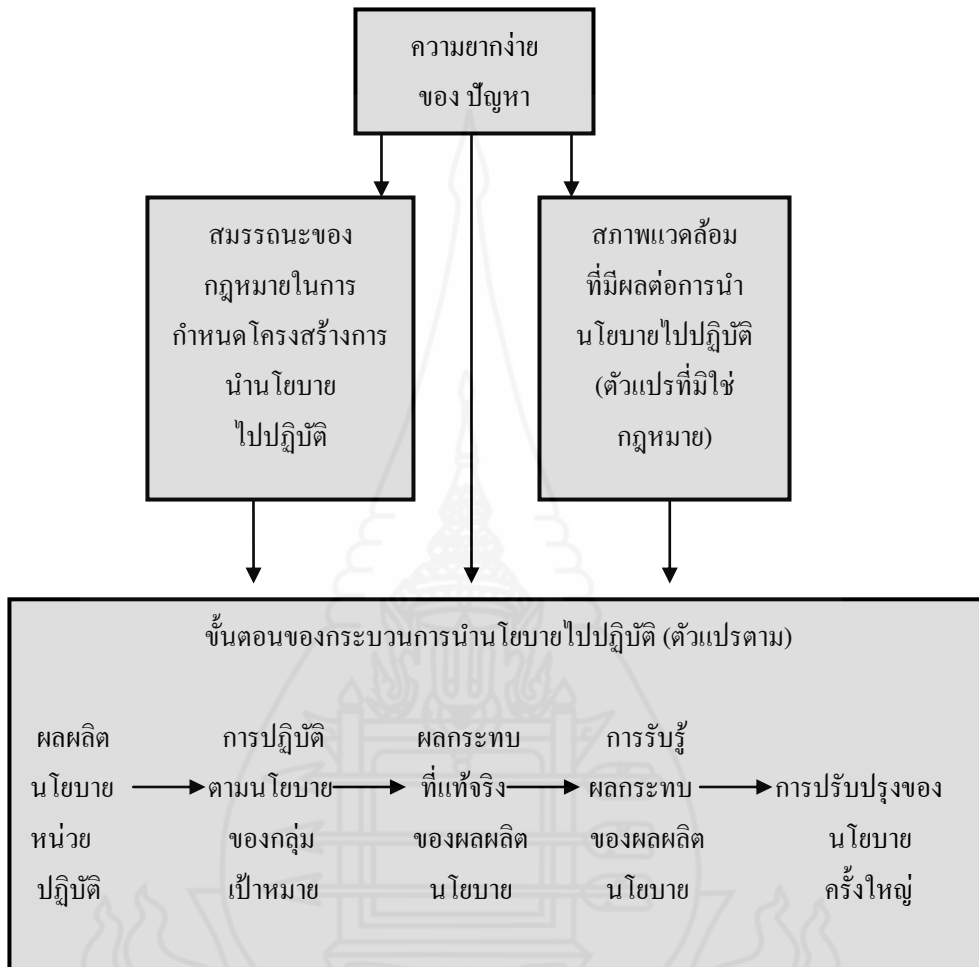 ความยากง่าย
ของ ปัญหา
สมรรถนะของ
กฎหมายในการ
กำหนดโครงสร้างการ
นำนโยบาย
ไปปฏิบัติ
สภาพแวดล้อม
ที่มีผลต่อการนำ
นโยบายไปปฏิบัติ
(ตัวแปรที่มิใช่
กฎหมาย)
ขั้นตอนของกระบวนการนำนโยบายไปปฏิบัติ (ตัวแปรตาม)
ผลผลิต
นโยบาย
หน่วย
ปฏิบัติ
การปฏิบัติ
ตามนโยบาย
ของกลุ่ม
เป้าหมาย
ผลกระทบ
ที่แท้จริง
ของผลผลิต
นโยบาย
การรับรู้
ผลกระทบ
ของผลผลิต
นโยบาย
การปรับปรุงของ
นโยบาย
ครั้งใหญ่